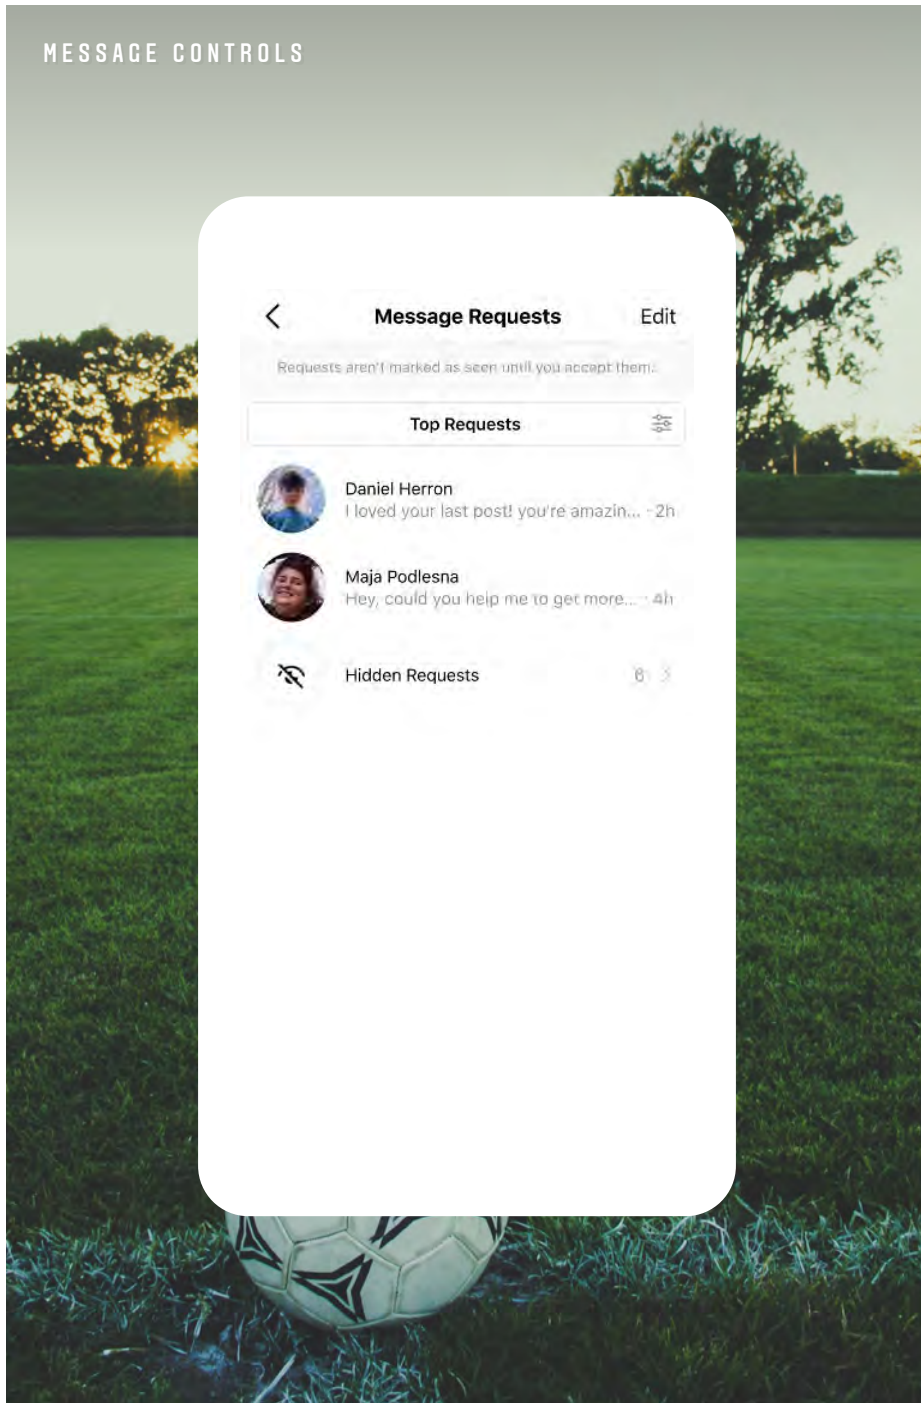 MESSAGE CONTROLS
Message Requests Edit
Requests aren't marked as seen until you accept them.
Top Requests
Daniel Herron
I loved your last post! you're amazin... · 2h
Maja Podlesna
Hey, could you help me to get more... · 4h
Hidden Requests 6